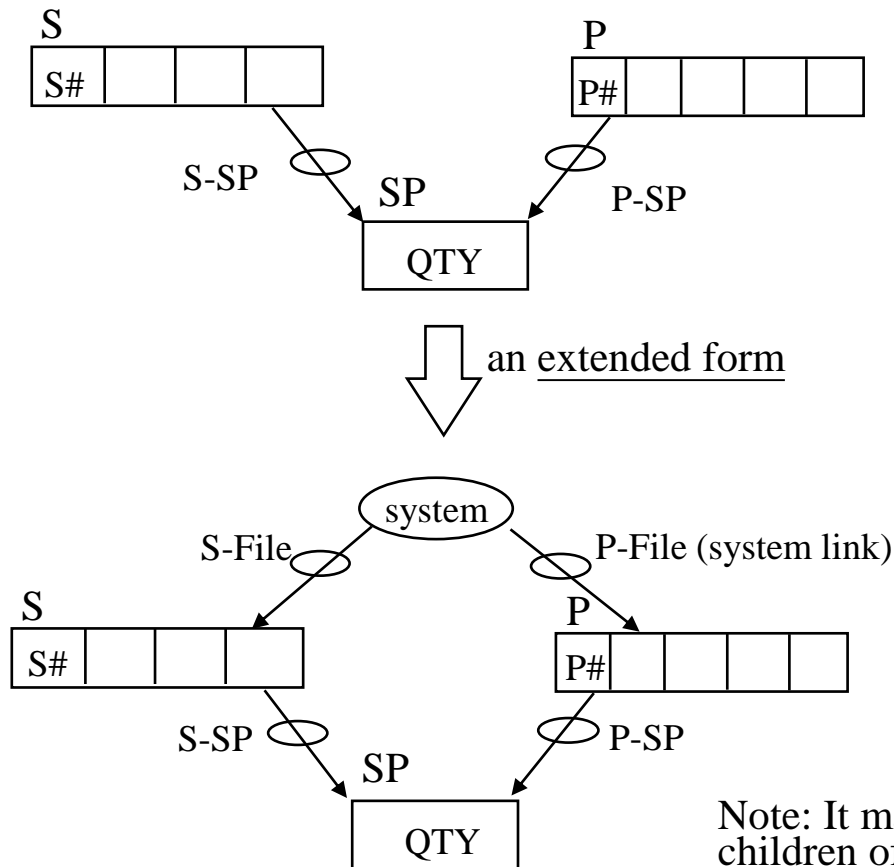 S
P
S#
P#
S-SP
SP
P-SP
QTY
an extended form
system
S-File
P-File (system link)
S
P
S#
P#
S-SP
SP
P-SP
QTY
Note: It
children